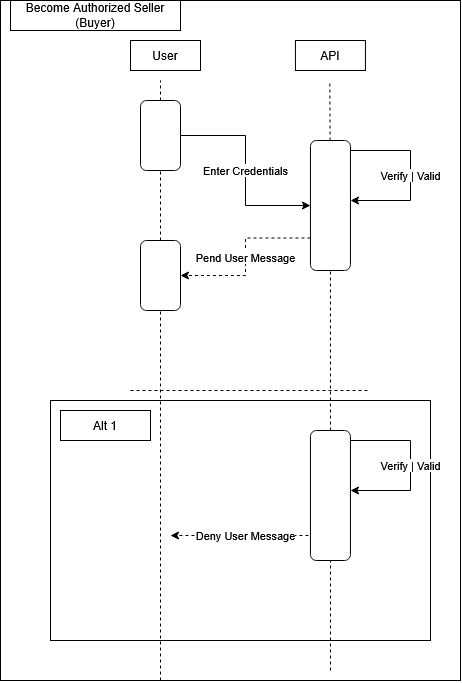 Become Authorized Seller
(Buyer)
User
API
Enter Credentials
Verify | Valid
Pend User Message
Alt 1
Verify | Valid
Deny User Message